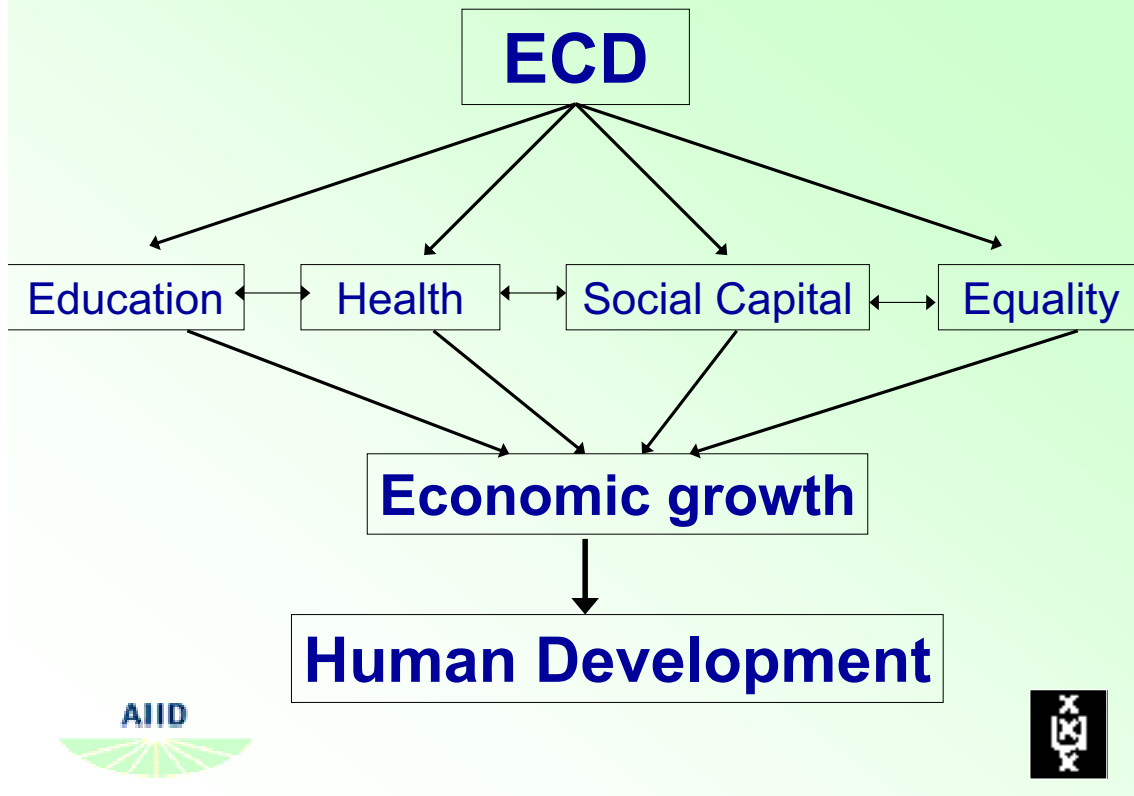 ECD
Education Health Social Capital Equality
Economic growth
Human Development
AIID